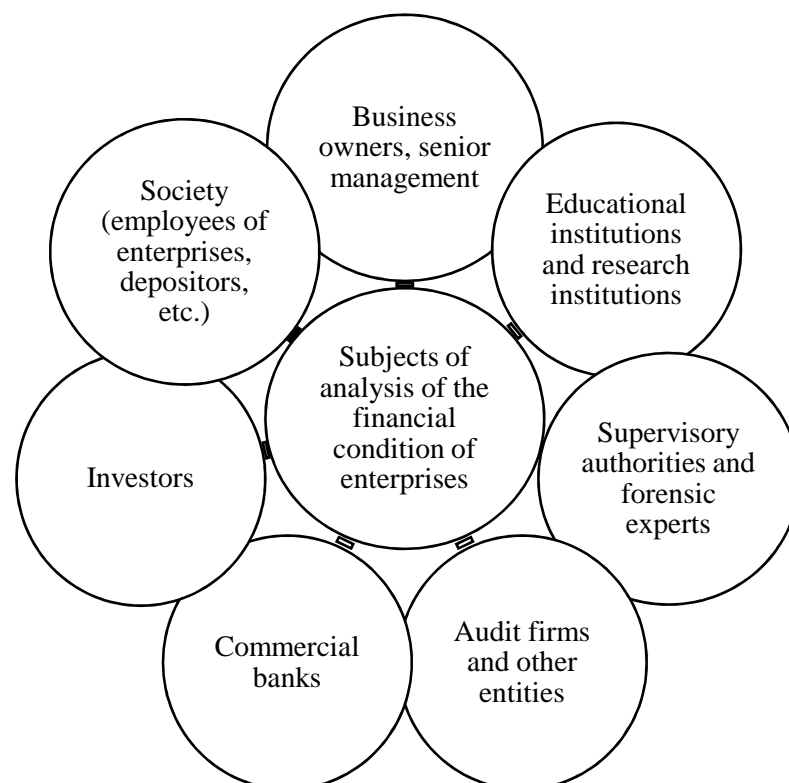 Business
owners, senior
management
Educational
institutions
and research
institutions
Supervisory
authorities and
forensic
experts
Audit firms
and other
entities
Commercial
banks
Investors
Society
(employees of
enterprises,
depositors,
etc.)
Subjects of
analysis of the
financial
condition of
enterprises